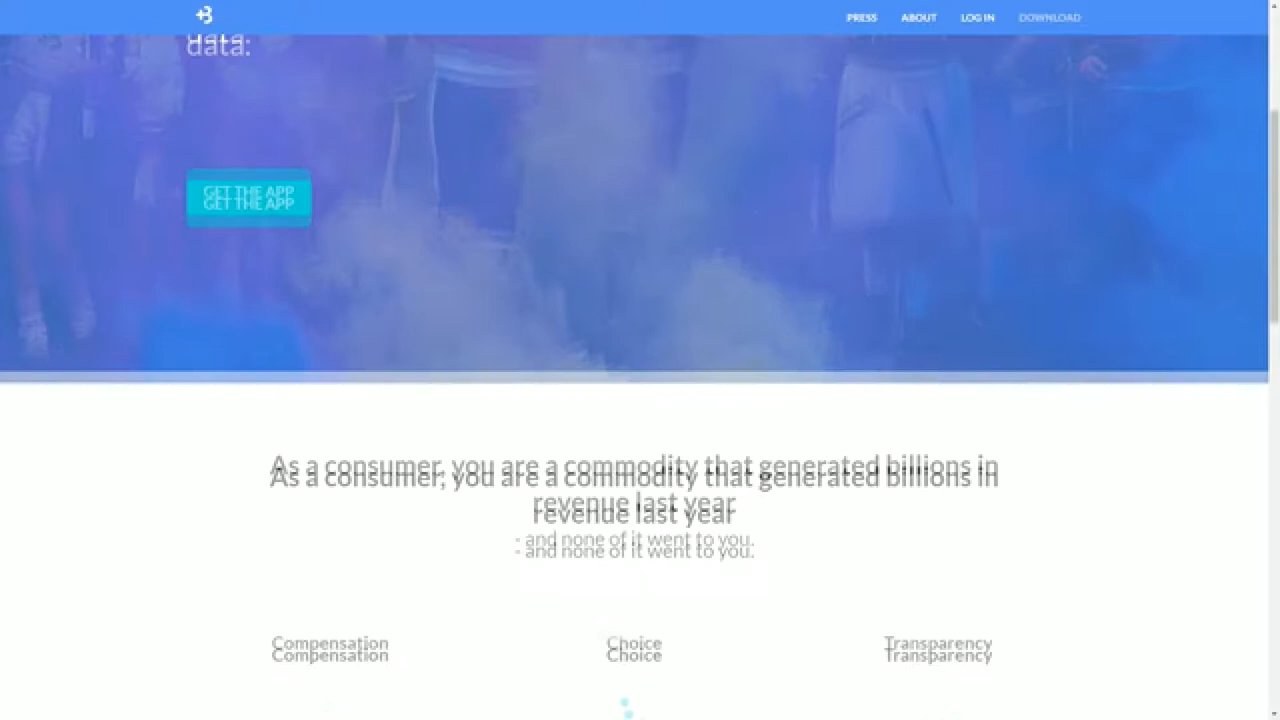 PRESS ABOUT LOG IN DOWNLOAD
data:
GET THE APP
As a consumer, you are a commodity that generated billions in
revenue last year
- and none of it went to you.
Compensation Choice Transparency